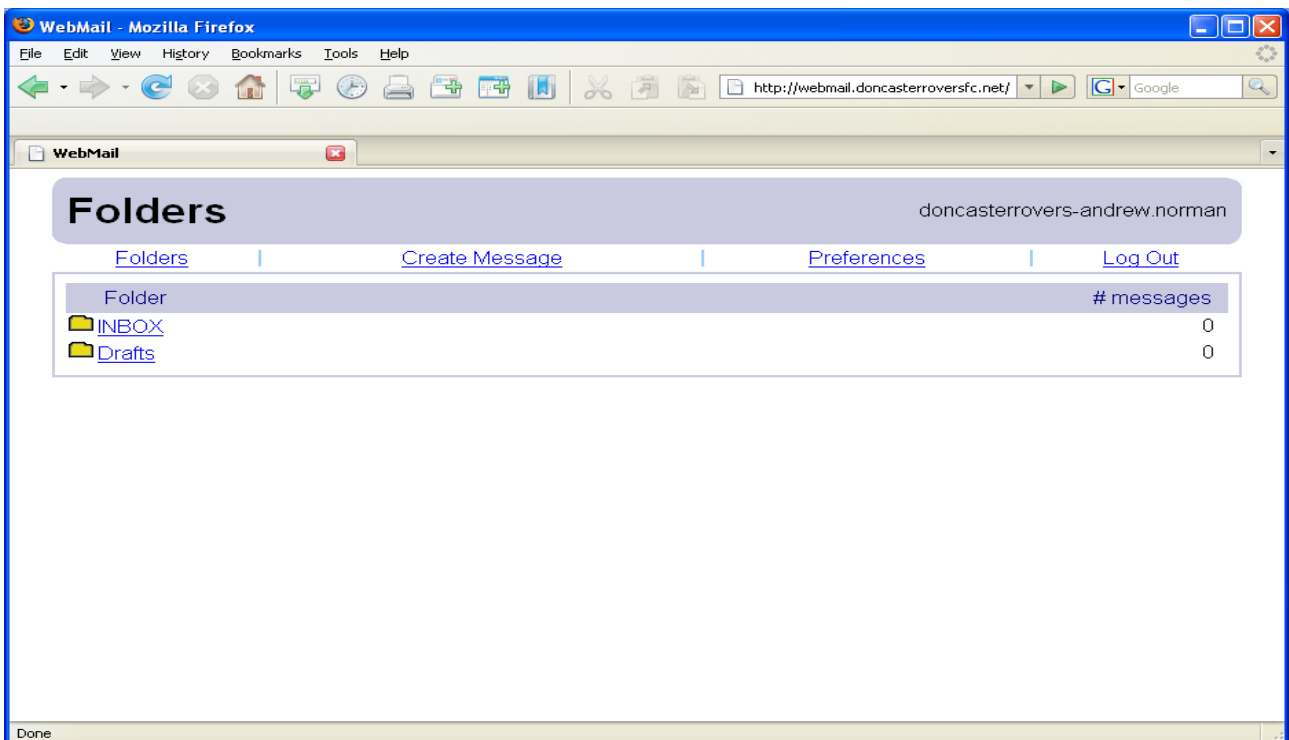 WebMail - Mozilla Firefox
File Edit View History Bookmarks Tools Help
http://webmail.doncasterroversfc.net/ G Google
WebMail
Folders doncasterrovers-andrew.norman
Folders | Create Message | Preferences | Log Out
Folder # messages
INBOX 0
Drafts 0
Done